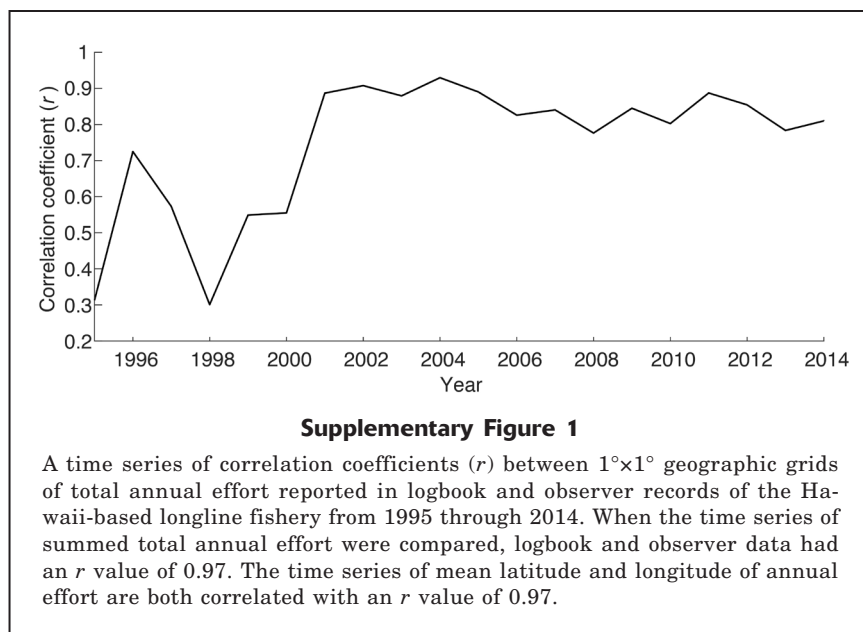 1
0.9
0.8
0.7
0.6
0.5
0.4
0.3
0.2
Correlation coefficient (r)
1996 1998 2000 2002 2004 2006 2008 2010 2012 2014
Year
Supplementary Figure 1
A time series of correlation coefficients (r) between 1°×1° geographic grids
of total annual effort reported in logbook and observer records of the Ha-
waii-based longline fishery from 1995 through 2014. When the time series of
summed total annual effort were compared, logbook and observer data had
an r value of 0.97. The time series of mean latitude and longitude of annual
effort are both correlated with an r value of 0.97.